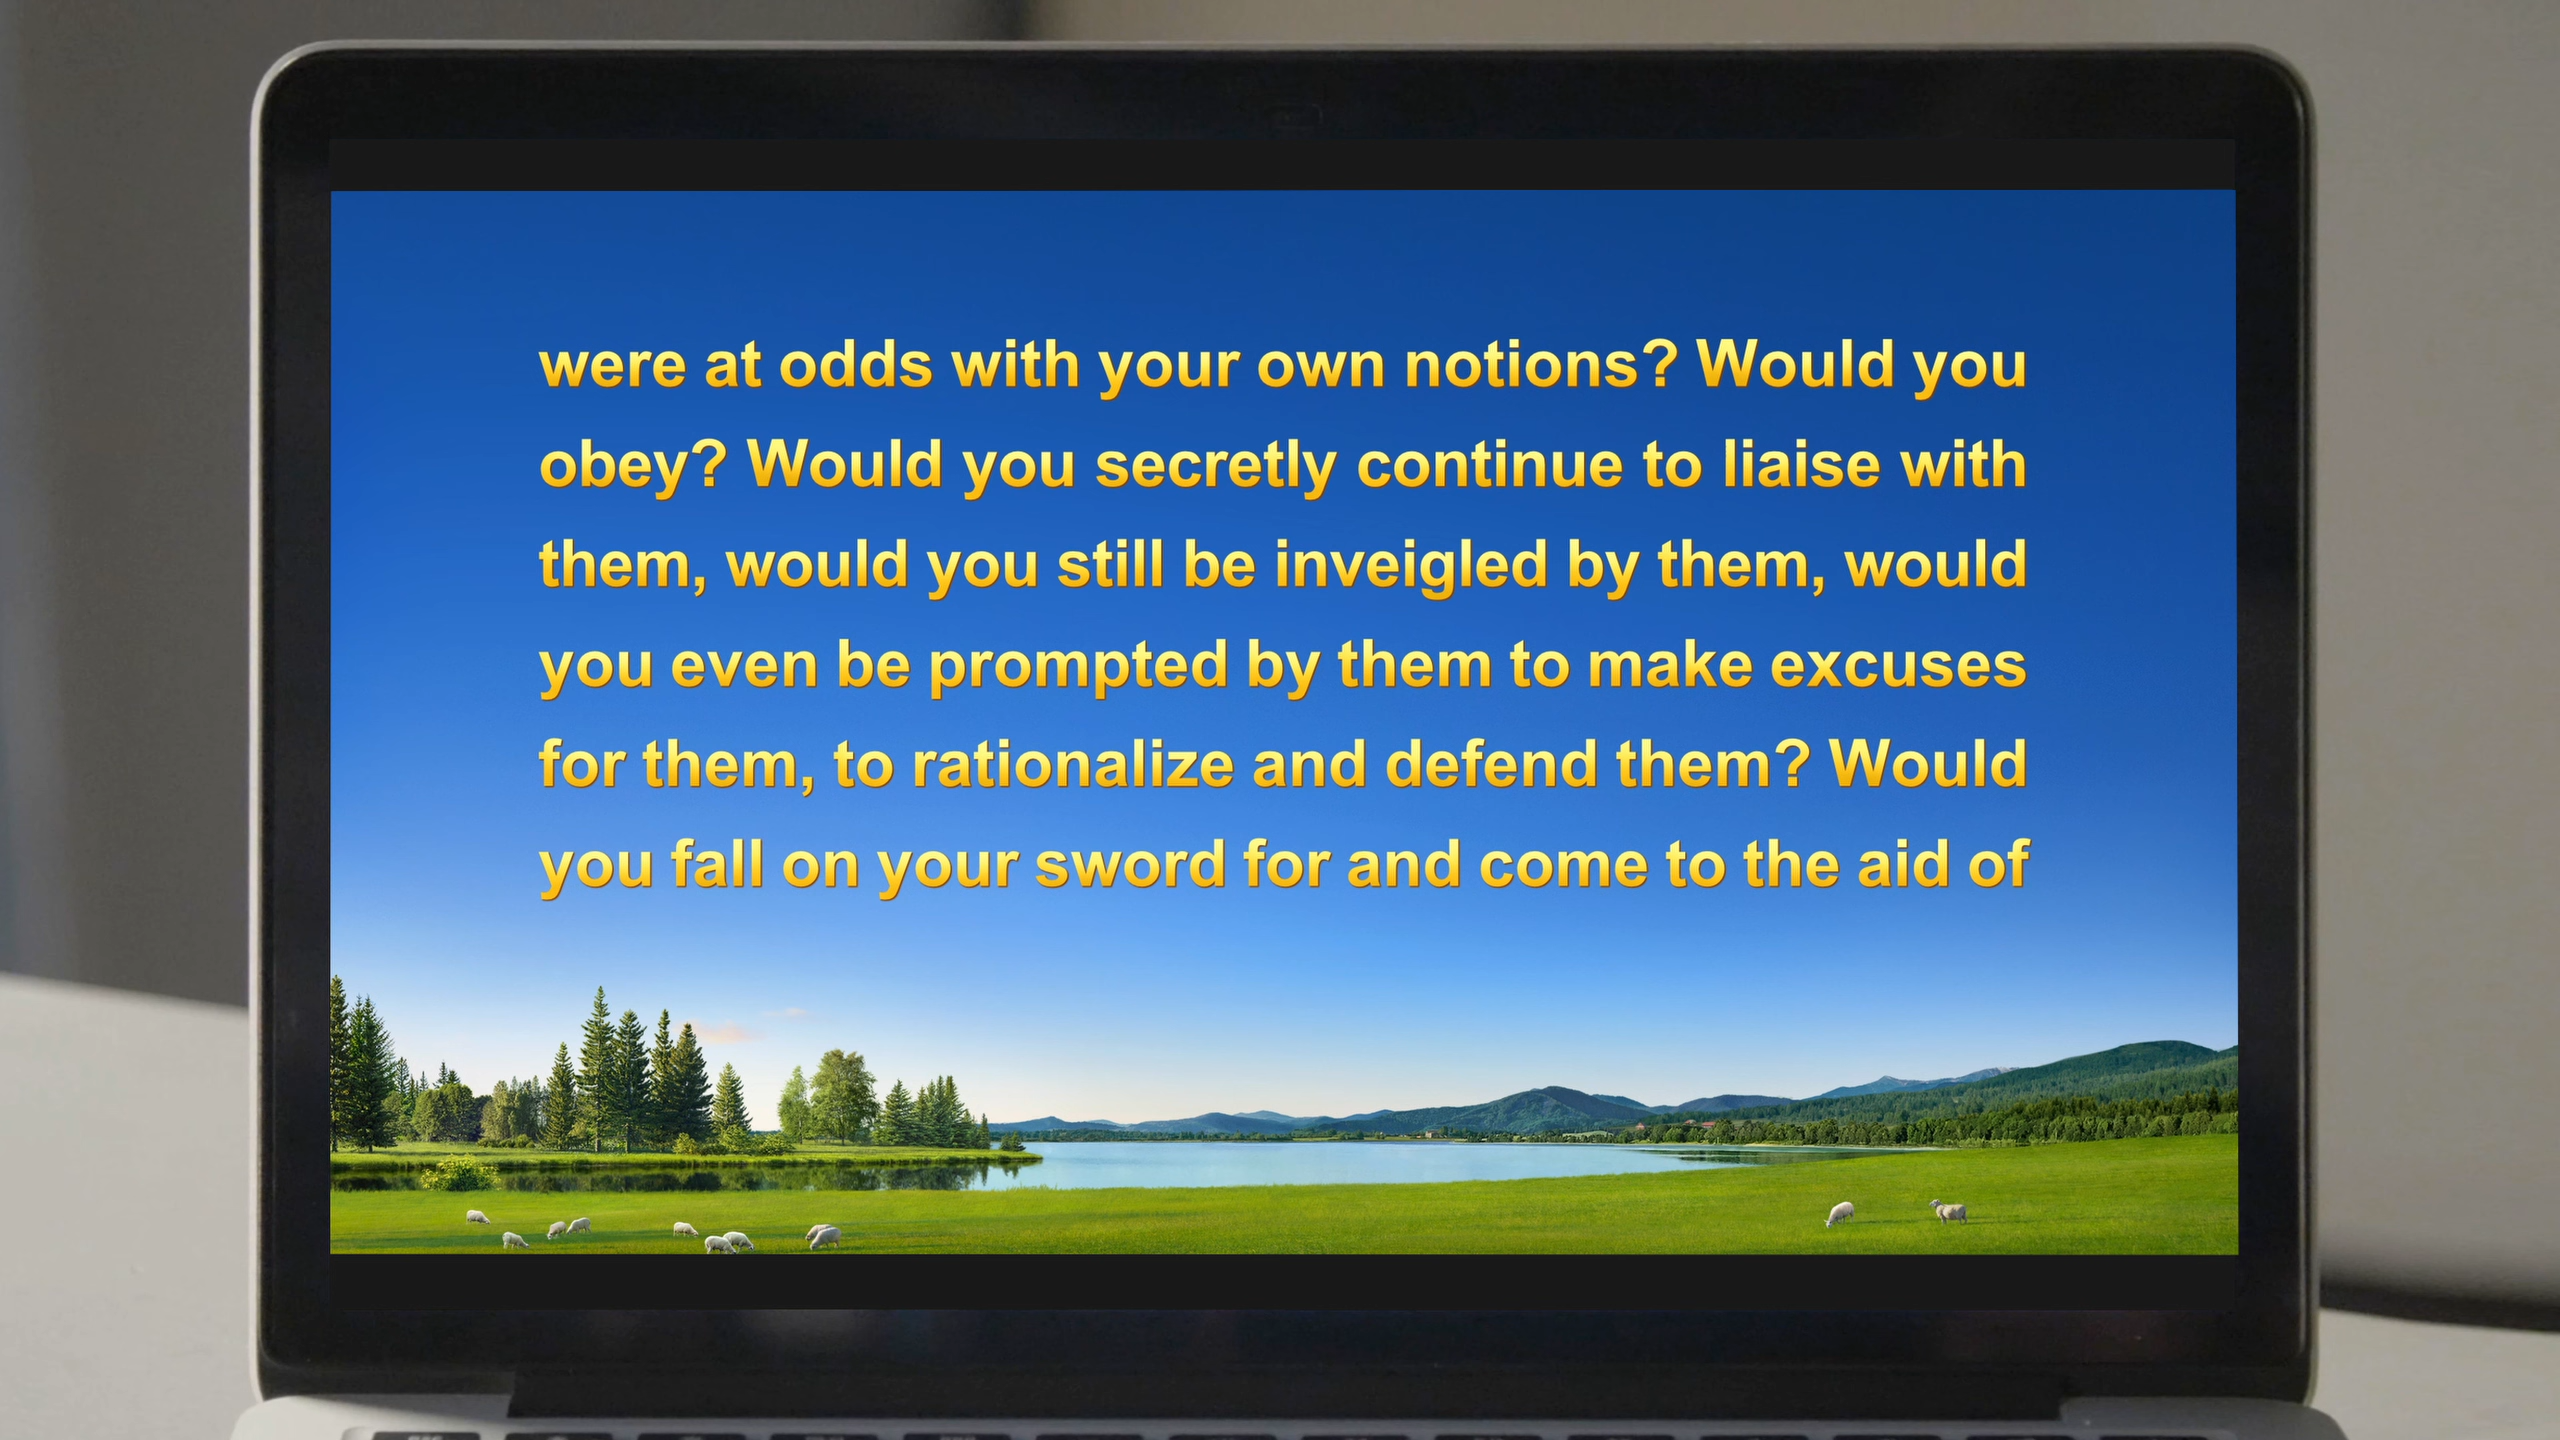 were at odds with your own notions? Would you
obey? Would you secretly continue to liaise with
them, would you still be inveigled by them, would
you even be prompted by them to make excuses
for them, to rationalize and defend them? Would
you fall on your sword for and come to the aid of